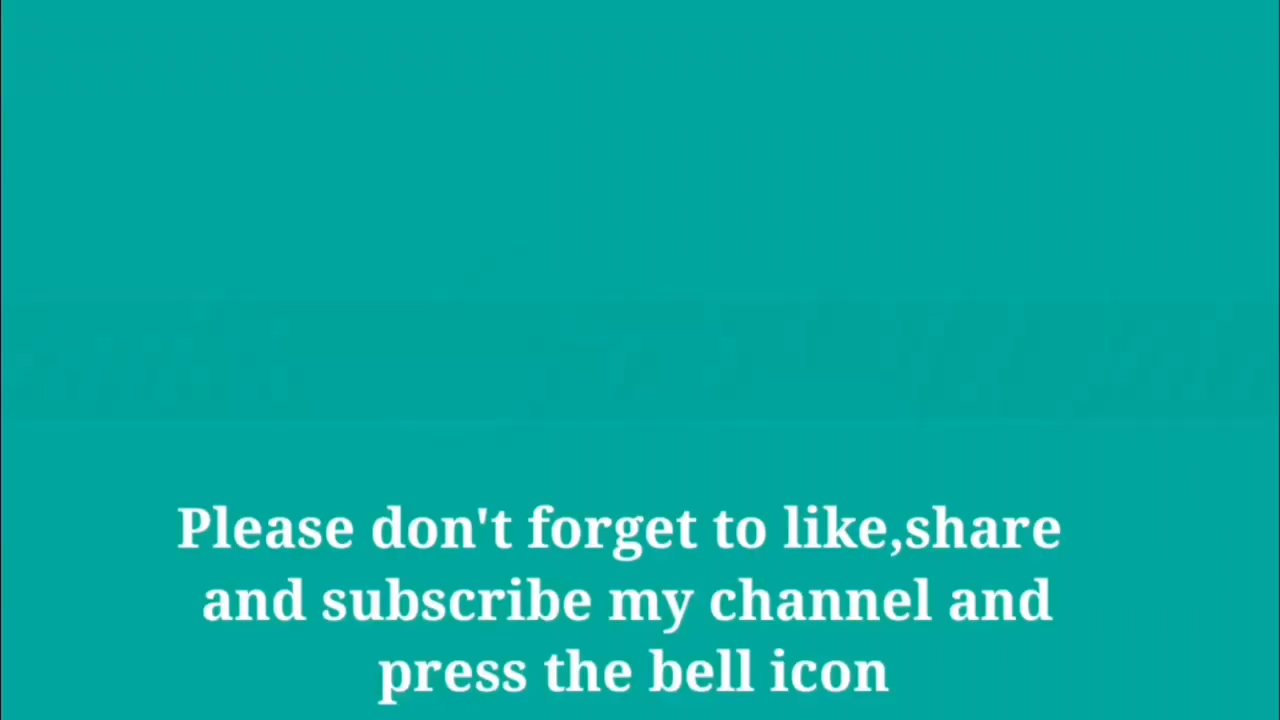 Please don't forget to like,share
and subscribe my channel and
press the bell icon